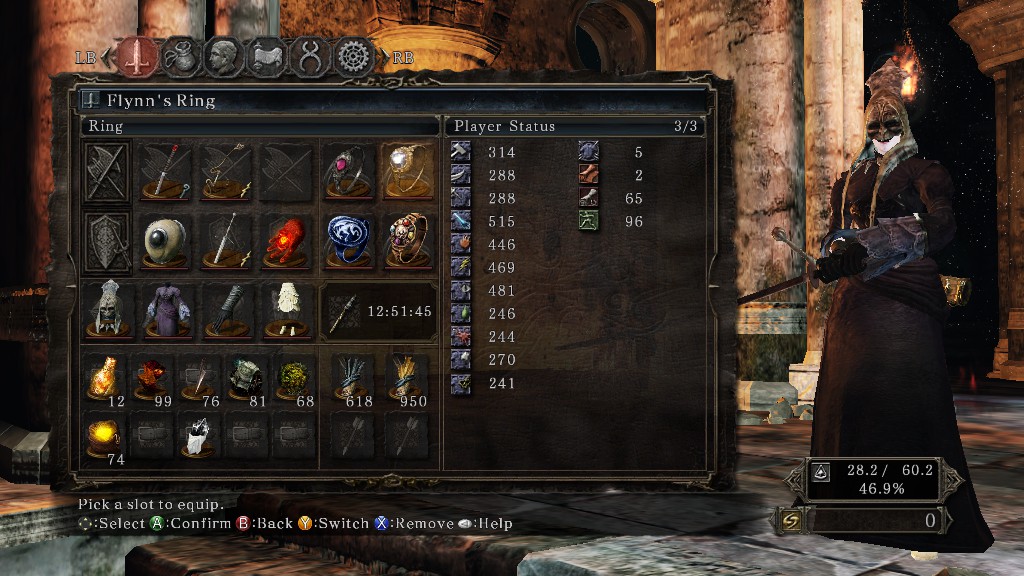 LB RB
Flynn's Ring
Ring
Player Status 3/3
314 5
288 2
288 65
515 96
446
469
481
246
244
270
241
12:51:45
12 99 76 81 68 618 950
74
Pick a slot to equip.
:Select A:Confirm B:Back Y:Switch X:Remove :Help
28.2 / 60.2
46.9%
0